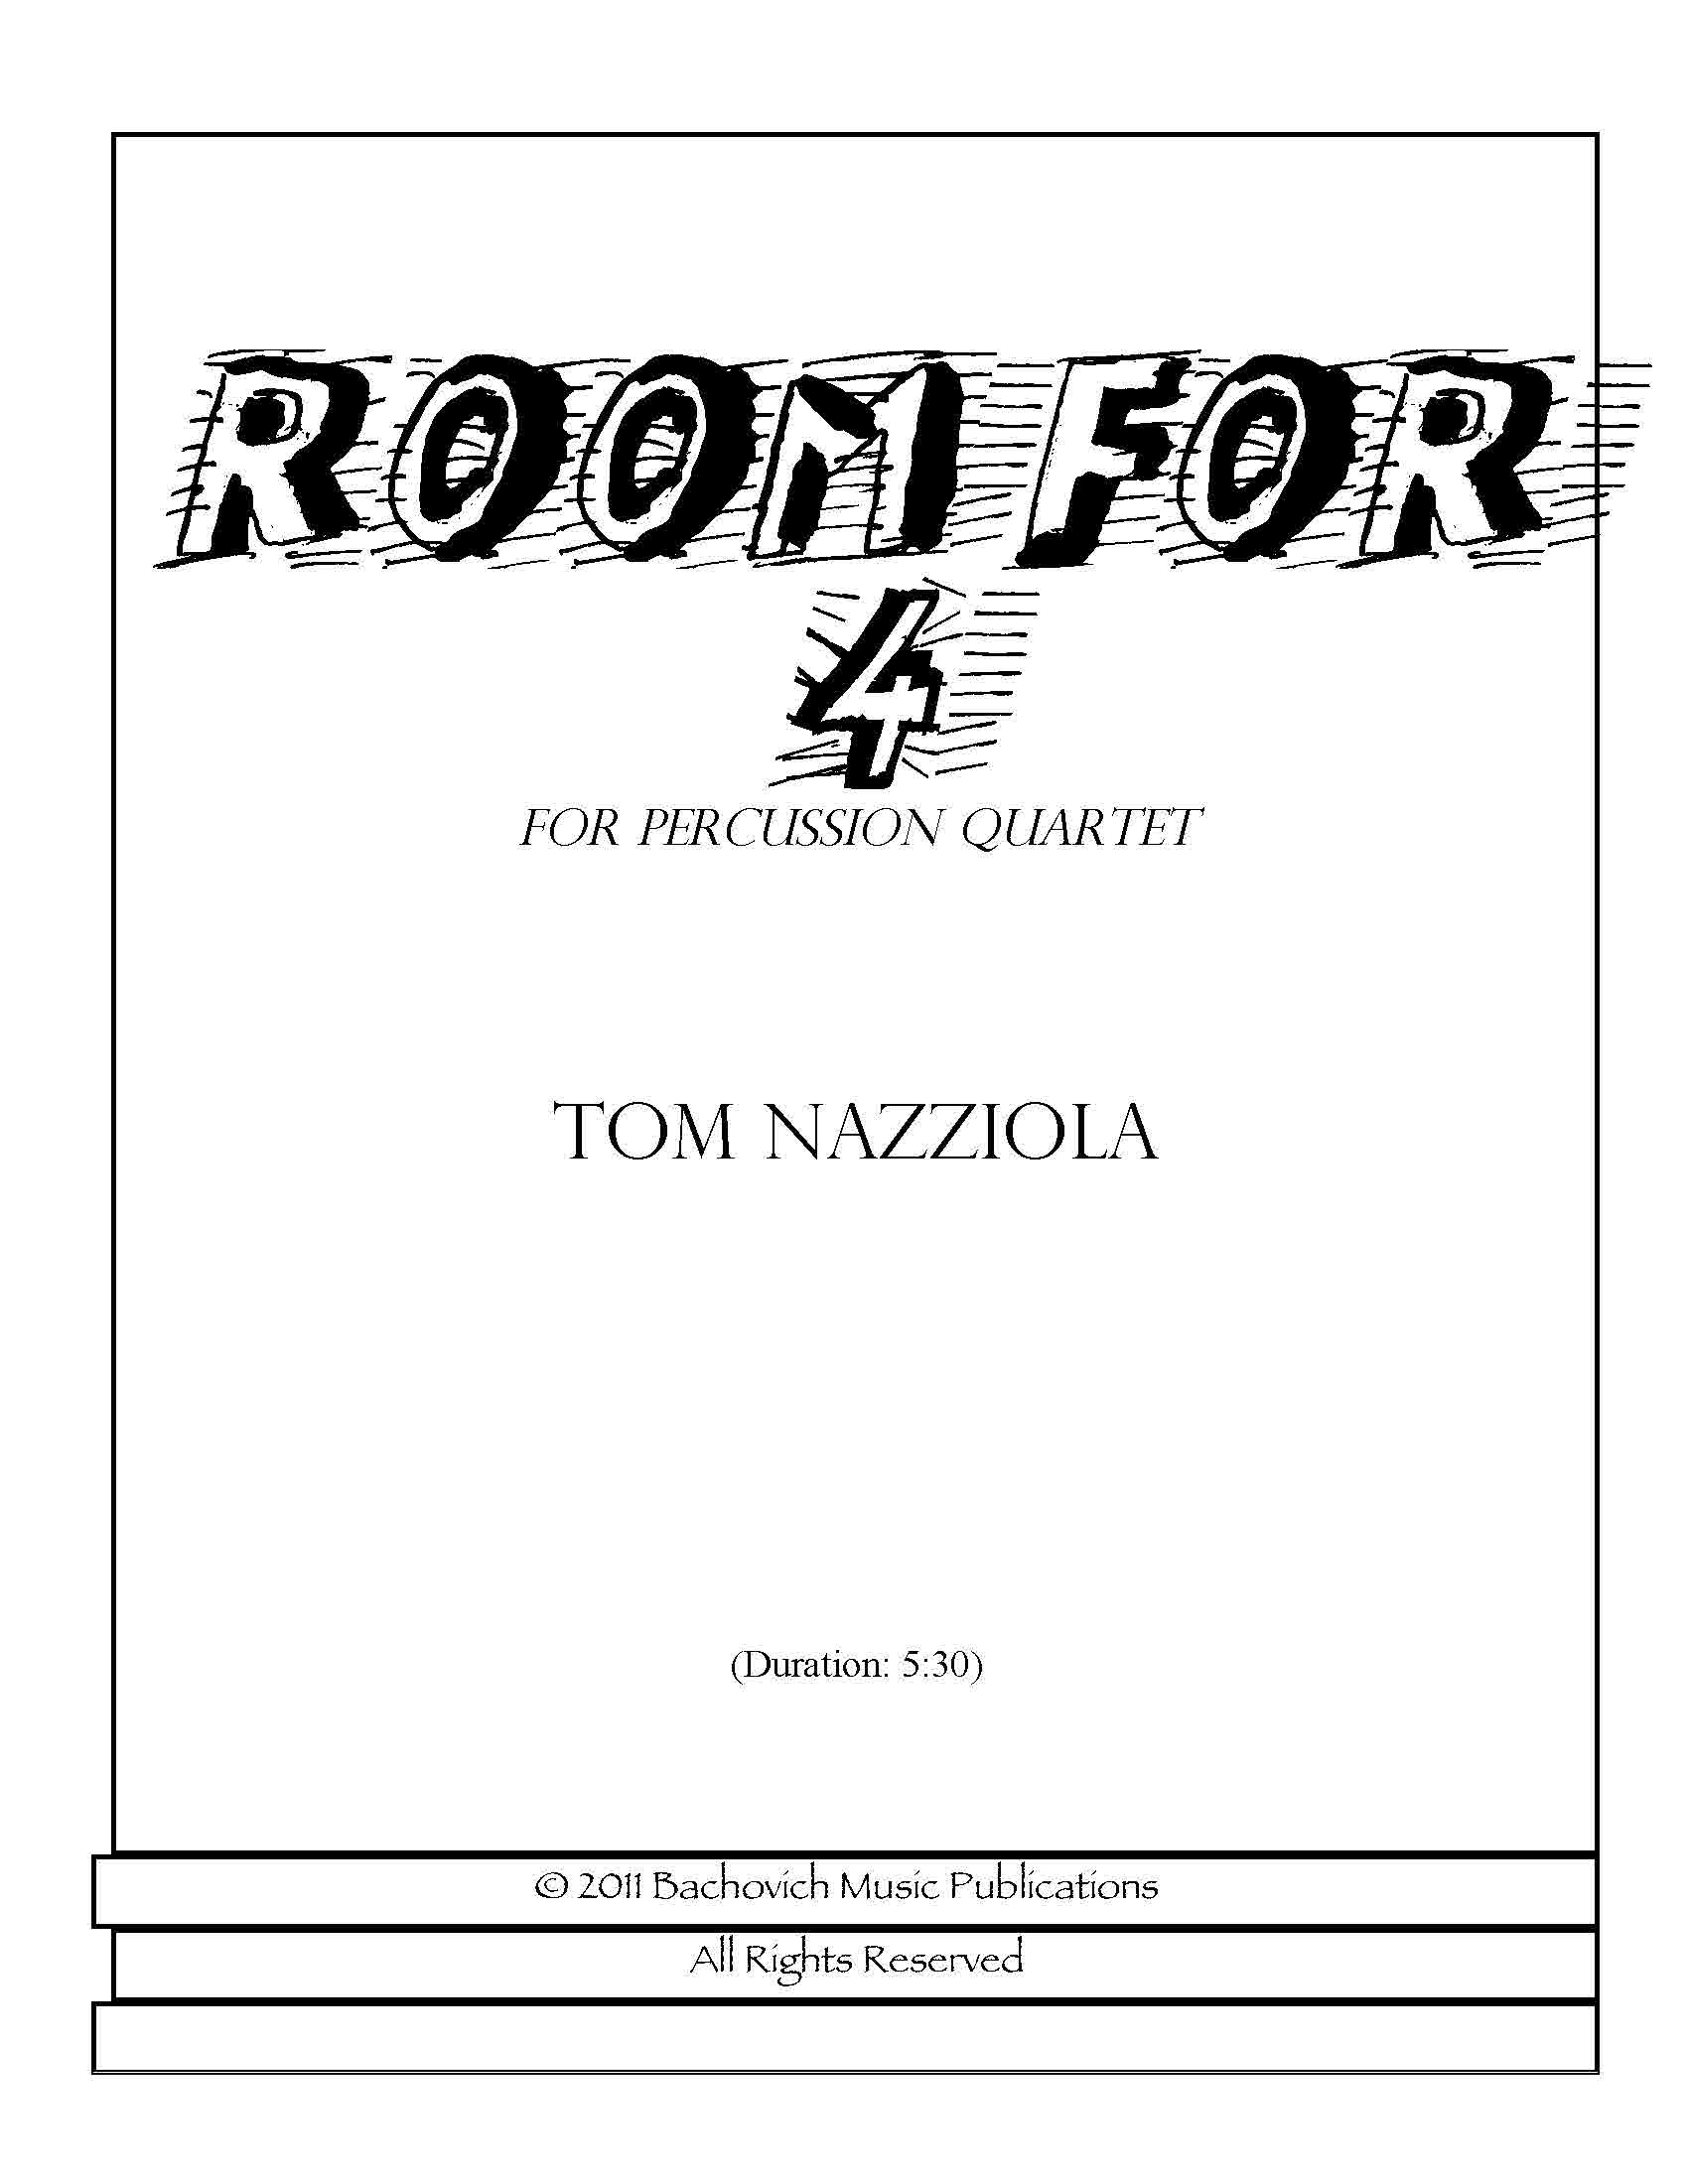 ROOM FOR
4
FOR PERCUSSION QUARTET
TOM NAZZIOLA
(Duration: 5:30)
© 2011 Bachovich Music Publications
All Rights Reserved